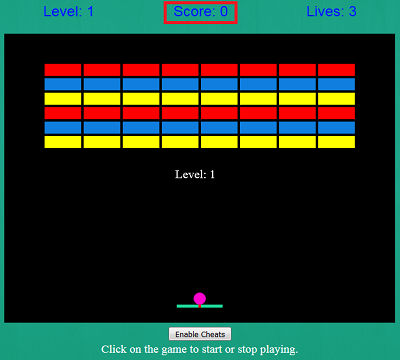 Level: 1 Score: 0 Lives: 3
Level: 1
Enable Cheats
Click on the game to start or stop playing.